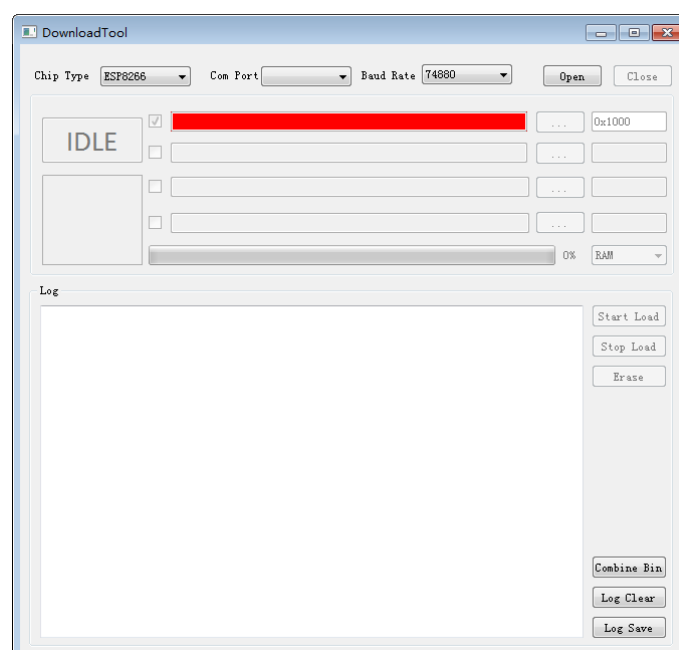 DownloadTool
Chip Type ESP8266 Com Port Baud Rate 74880 Open Close
IDLE
... 0x1000
...
...
...
0% RAM
Log
Start Load
Stop Load
Erase
Combine Bin
Log Clear
Log Save